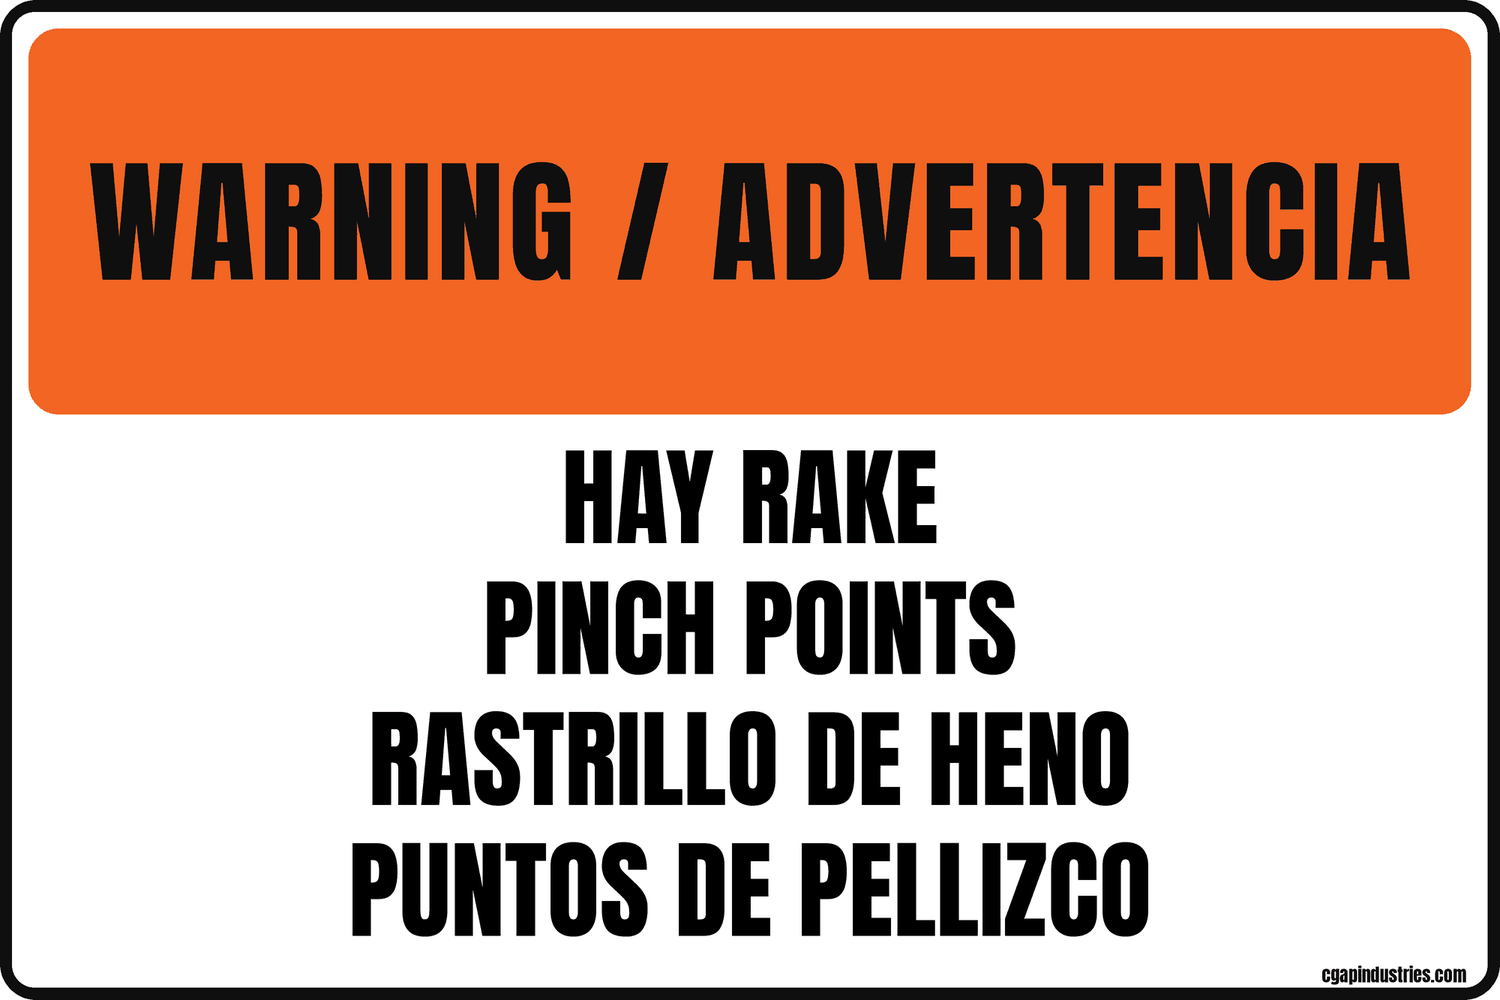 WARNING / ADVERTENCIA
HAY RAKE
PINCH POINTS
RASTRILLO DE HENO
PUNTOS DE PELLIZCO
cgapindustries.com